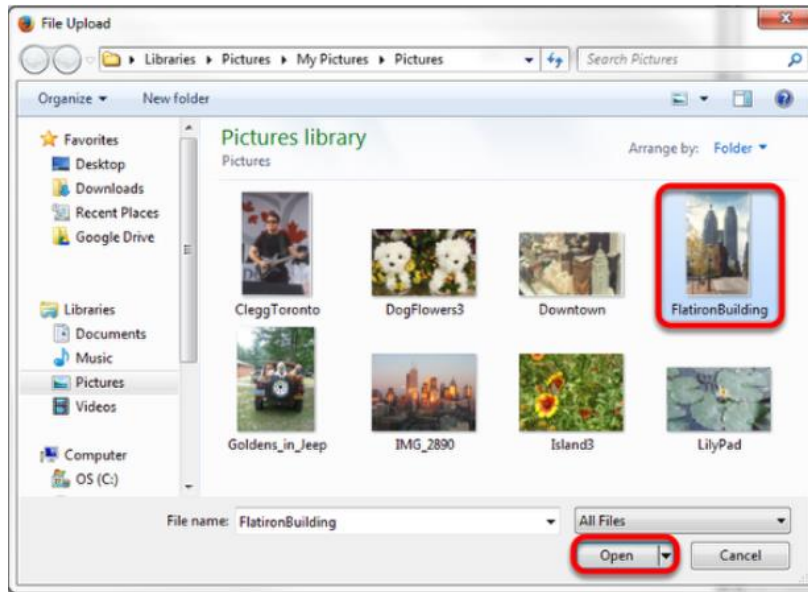 File Upload
Libraries Pictures My Pictures Pictures
Search Pictures
Organize
New folder
Favorites
Desktop
Downloads
Recent Places
Google Drive
Libraries
Documents
Music
Pictures
Videos
Computer
OS (C:)
Pictures library
Pictures
Arrange by: Folder
CleggToronto
DogFlowers3
Downtown
FlatironBuilding
Goldens_in_Jeep
IMG_2890
Island3
LilyPad
File name: FlatironBuilding
All Files
Open
Cancel